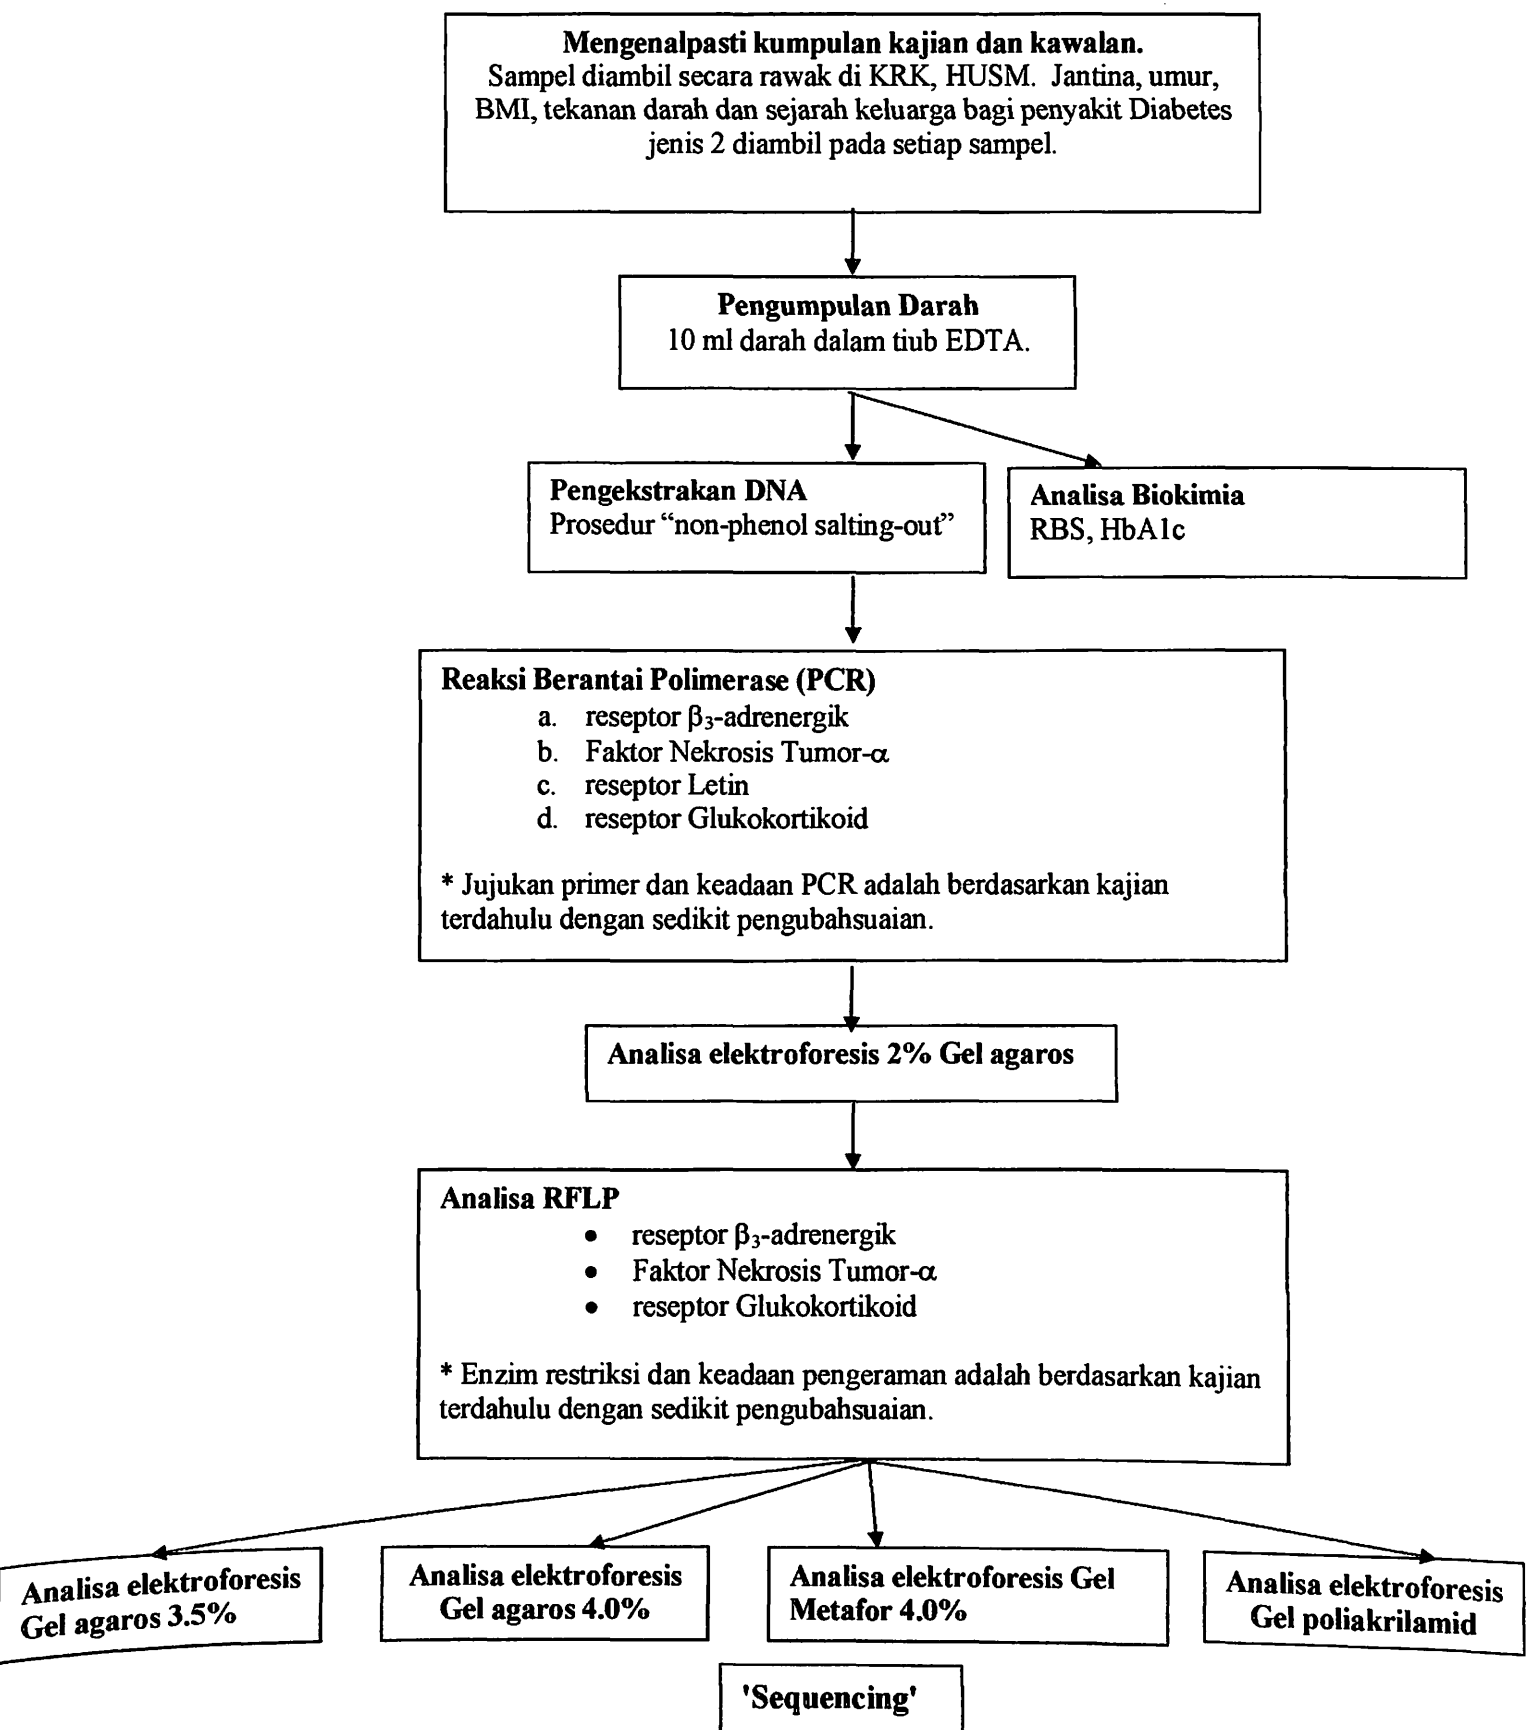 Mengenalpasti kumpulan kajian dan kawalan.
Sampel diambil secara rawak di KRK, HUSM. Jantina, umur,
BMI, tekanan darah dan sejarah keluarga bagi penyakit Diabetes
jenis 2 diambil pada setiap sampel.
Pengumpulan Darah
10 ml darah dalam tiub EDTA.
Pengekstrakan DNA
Prosedur “non-phenol salting-out”
Analisa Biokimia
RBS, HbA1c
Reaksi Berantai Polimerase (PCR)
a. reseptor β₃-adrenergik
b. Faktor Nekrosis Tumor-α
c. reseptor Letin
d. reseptor Glukokortikoid
* Jujukan primer dan keadaan PCR adalah berdasarkan kajian
terdahulu dengan sedikit pengubahsuaian.
Analisa elektroforesis 2% Gel agaros
Analisa RFLP
• reseptor β₃-adrenergik
• Faktor Nekrosis Tumor-α
• reseptor Glukokortikoid
* Enzim restriksi dan keadaan pengeraman adalah berdasarkan kajian
terdahulu dengan sedikit pengubahsuaian.
Analisa elektroforesis
Gel agaros 3.5%
Analisa elektroforesis
Gel agaros 4.0%
Analisa elektroforesis Gel
Metafor 4.0%
Analisa elektroforesis
Gel poliakrilamid
'Sequencing'